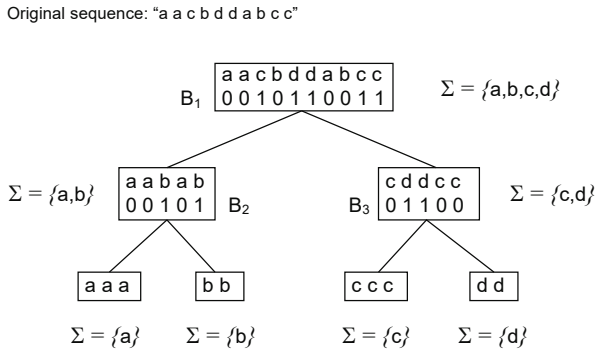 Original sequence: “a a c b d d a b c c”
a a c b d d a b c c
B₁ 0 0 1 0 1 1 0 0 1 1
Σ = {a,b,c,d}
Σ = {a,b}
a a b a b
0 0 1 0 1 B₂
c d d c c
B₃ 0 1 1 0 0
Σ = {c,d}
a a a
b b
c c c
d d
Σ = {a}
Σ = {b}
Σ = {c}
Σ = {d}